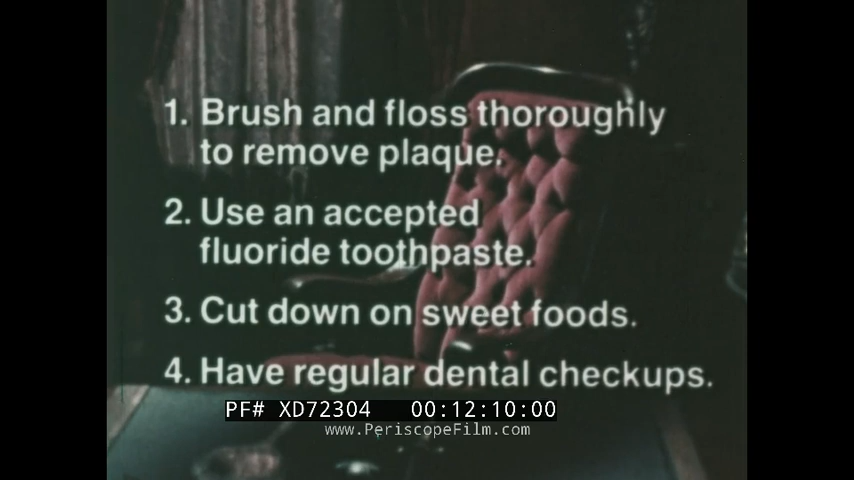 1. Brush and floss thoroughly
to remove plaque.
2. Use an accepted
fluoride toothpaste.
3. Cut down on sweet foods.
4. Have regular dental checkups.
PF# XD72304 00:12:10:00
www.PeriscopeFilm.com